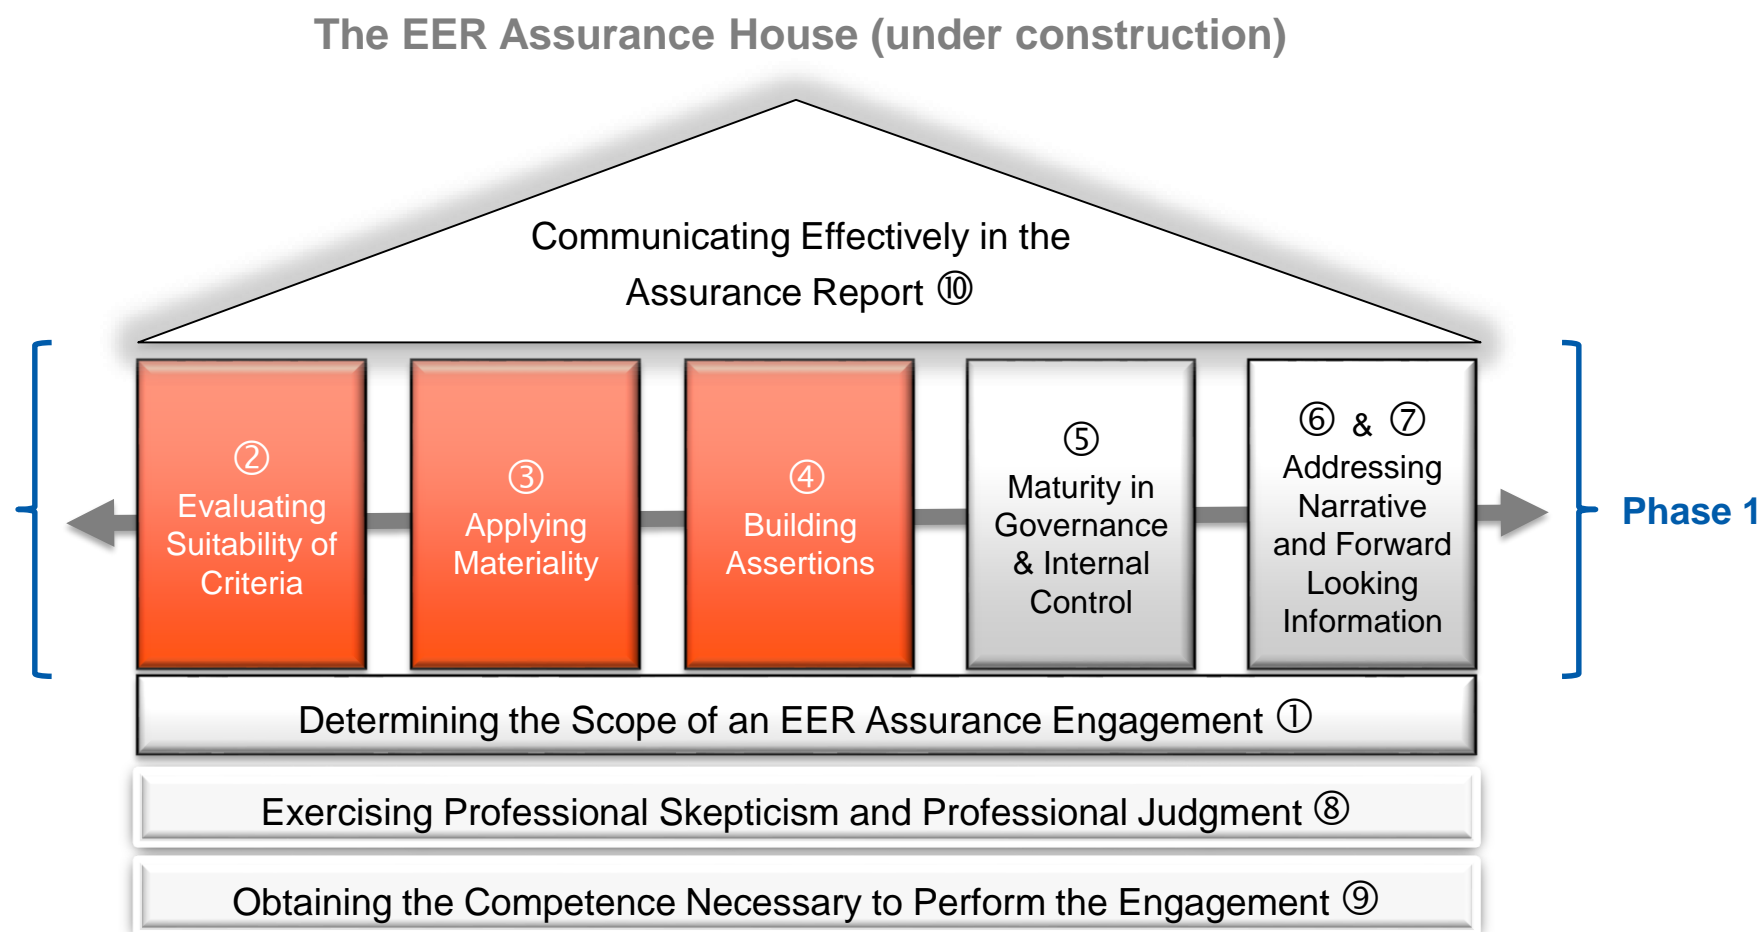 The EER Assurance House (under construction)
Communicating Effectively in the
Assurance Report ⑩
②
Evaluating
Suitability of
Criteria
③
Applying
Materiality
④
Building
Assertions
⑤
Maturity in
Governance
& Internal
Control
⑥ & ⑦
Addressing
Narrative
and Forward
Looking
Information
Phase 1
Determining the Scope of an EER Assurance Engagement ①
Exercising Professional Skepticism and Professional Judgment ⑧
Obtaining the Competence Necessary to Perform the Engagement ⑨